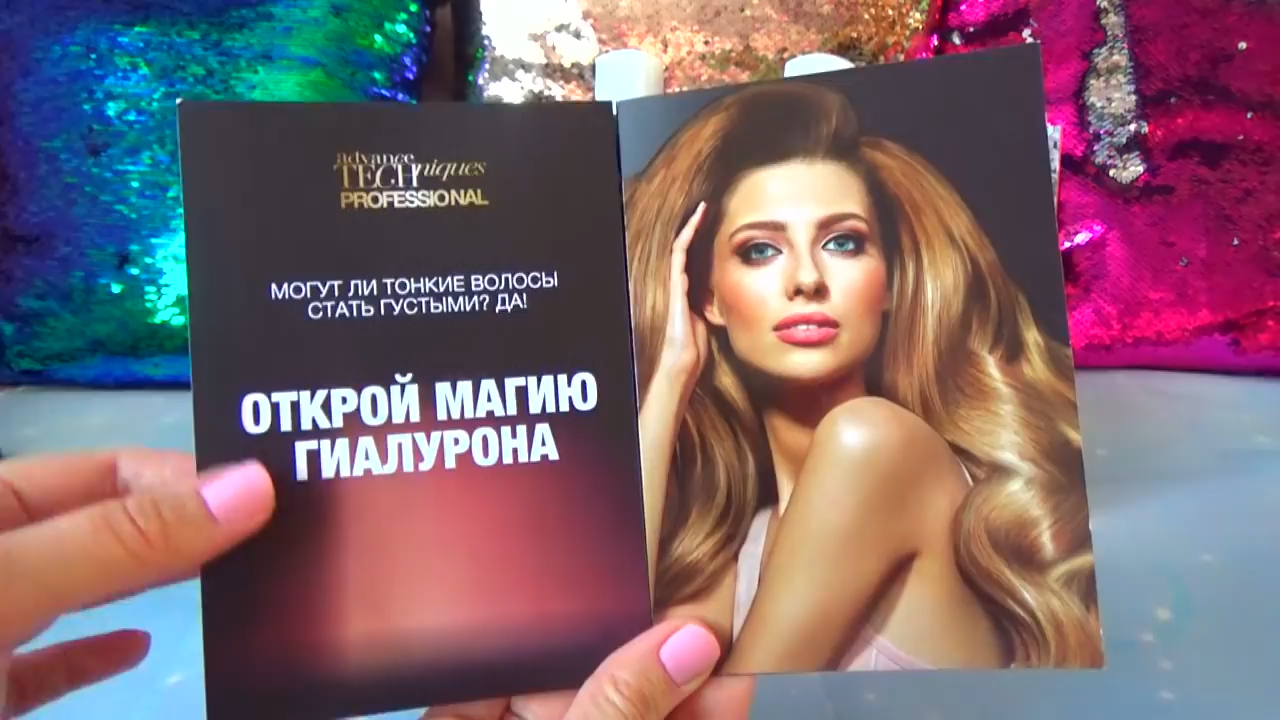 advance
TECHniques
PROFESSIONAL
МОГУТ ЛИ ТОНКИЕ ВОЛОСЫ
СТАТЬ ГУСТЫМИ? ДА!
ОТКРОЙ МАГИЮ
ГИАЛУРОНА